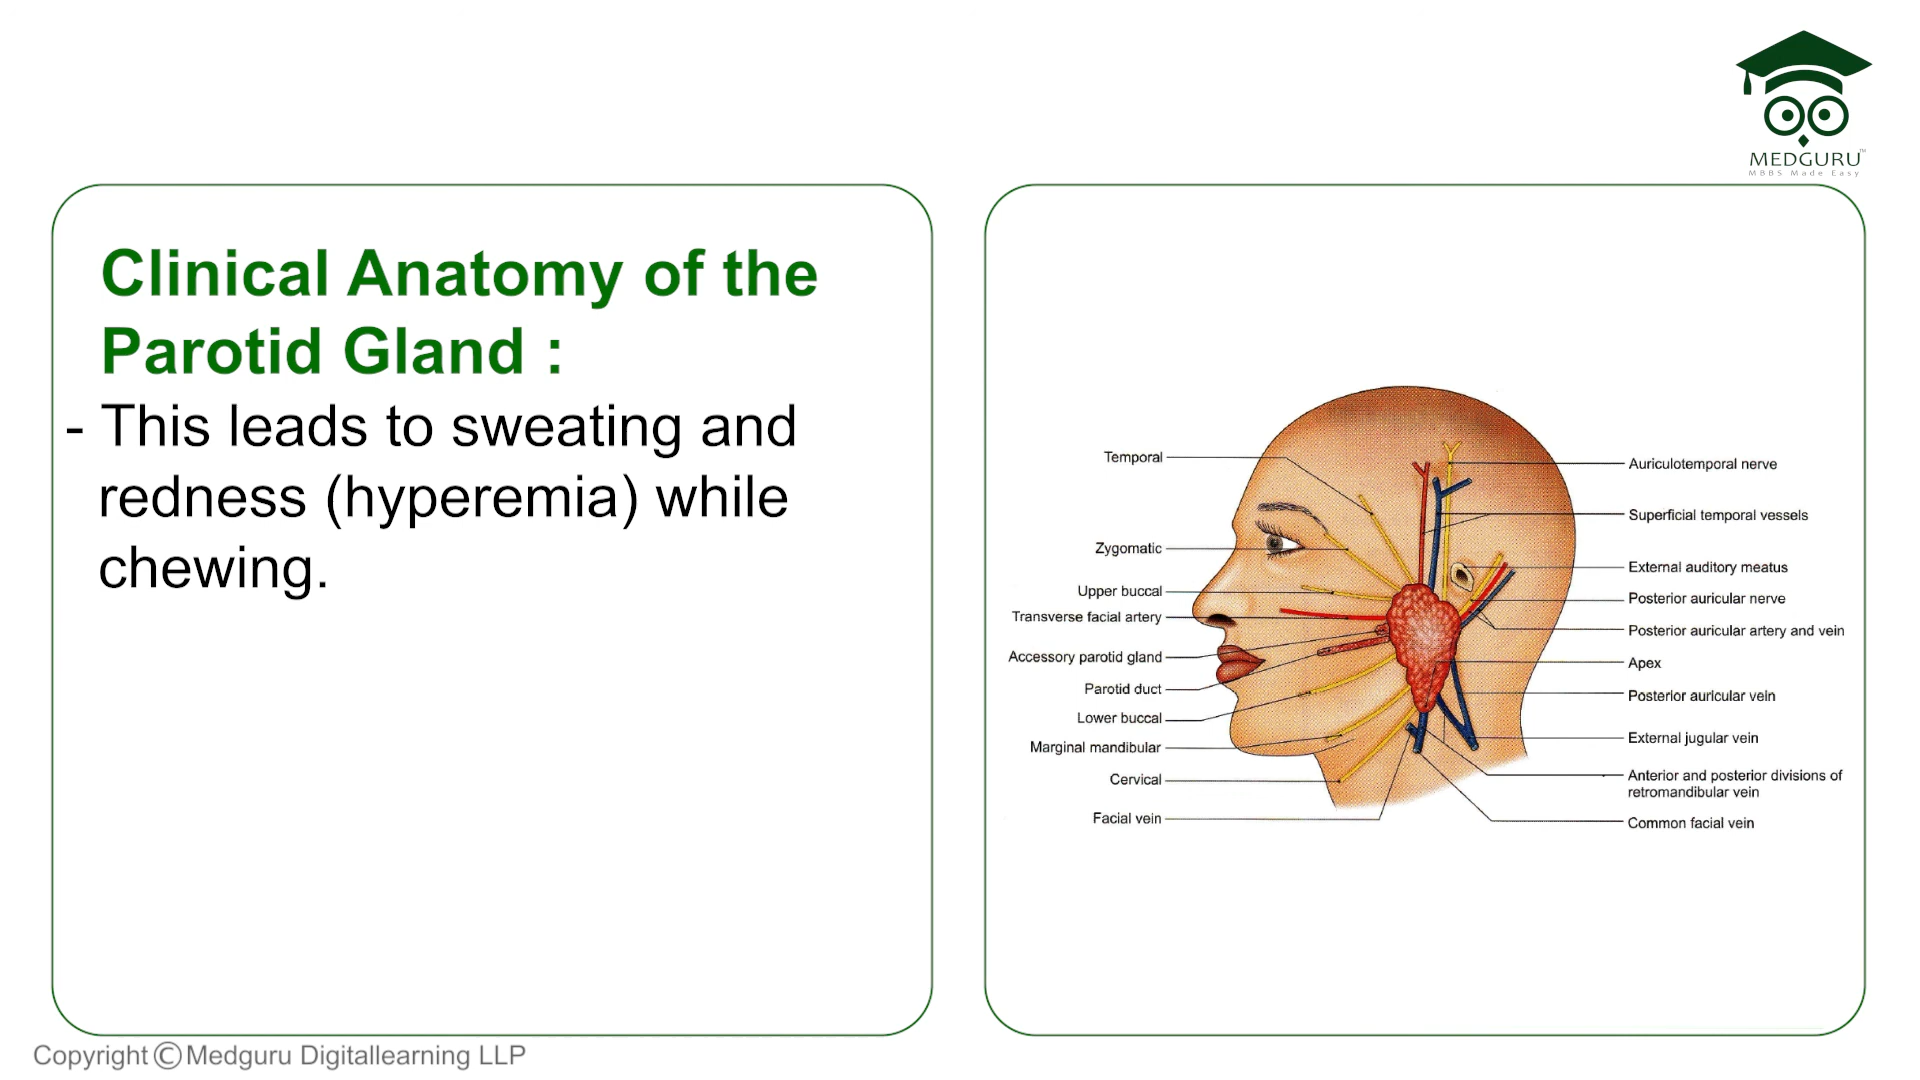 MEDGURU™
MBBS Made Easy
Clinical Anatomy of the
Parotid Gland :
- This leads to sweating and
redness (hyperemia) while
chewing.
Temporal
Zygomatic
Upper buccal
Transverse facial artery
Accessory parotid gland
Parotid duct
Lower buccal
Marginal mandibular
Cervical
Facial vein
Auriculotemporal nerve
Superficial temporal vessels
External auditory meatus
Posterior auricular nerve
Posterior auricular artery and vein
Apex
Posterior auricular vein
External jugular vein
Anterior and posterior divisions of
retromandibular vein
Common facial vein
Copyright © Medguru Digitallearning LLP